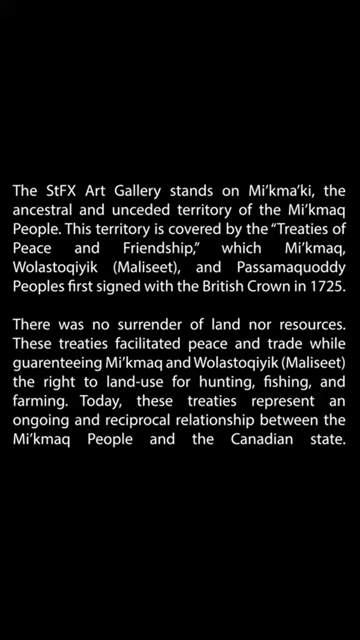 The StFX Art Gallery stands on Mi'kma'ki, the
ancestral and unceded territory of the Mi'kmaq
People. This territory is covered by the “Treaties of
Peace and Friendship,” which Mi'kmaq,
Wolastoqiyik (Maliseet), and Passamaquoddy
Peoples first signed with the British Crown in 1725.

There was no surrender of land nor resources.
These treaties facilitated peace and trade while
guarenteeing Mi'kmaq and Wolastoqiyik (Maliseet)
the right to land-use for hunting, fishing, and
farming. Today, these treaties represent an
ongoing and reciprocal relationship between the
Mi'kmaq People and the Canadian state.